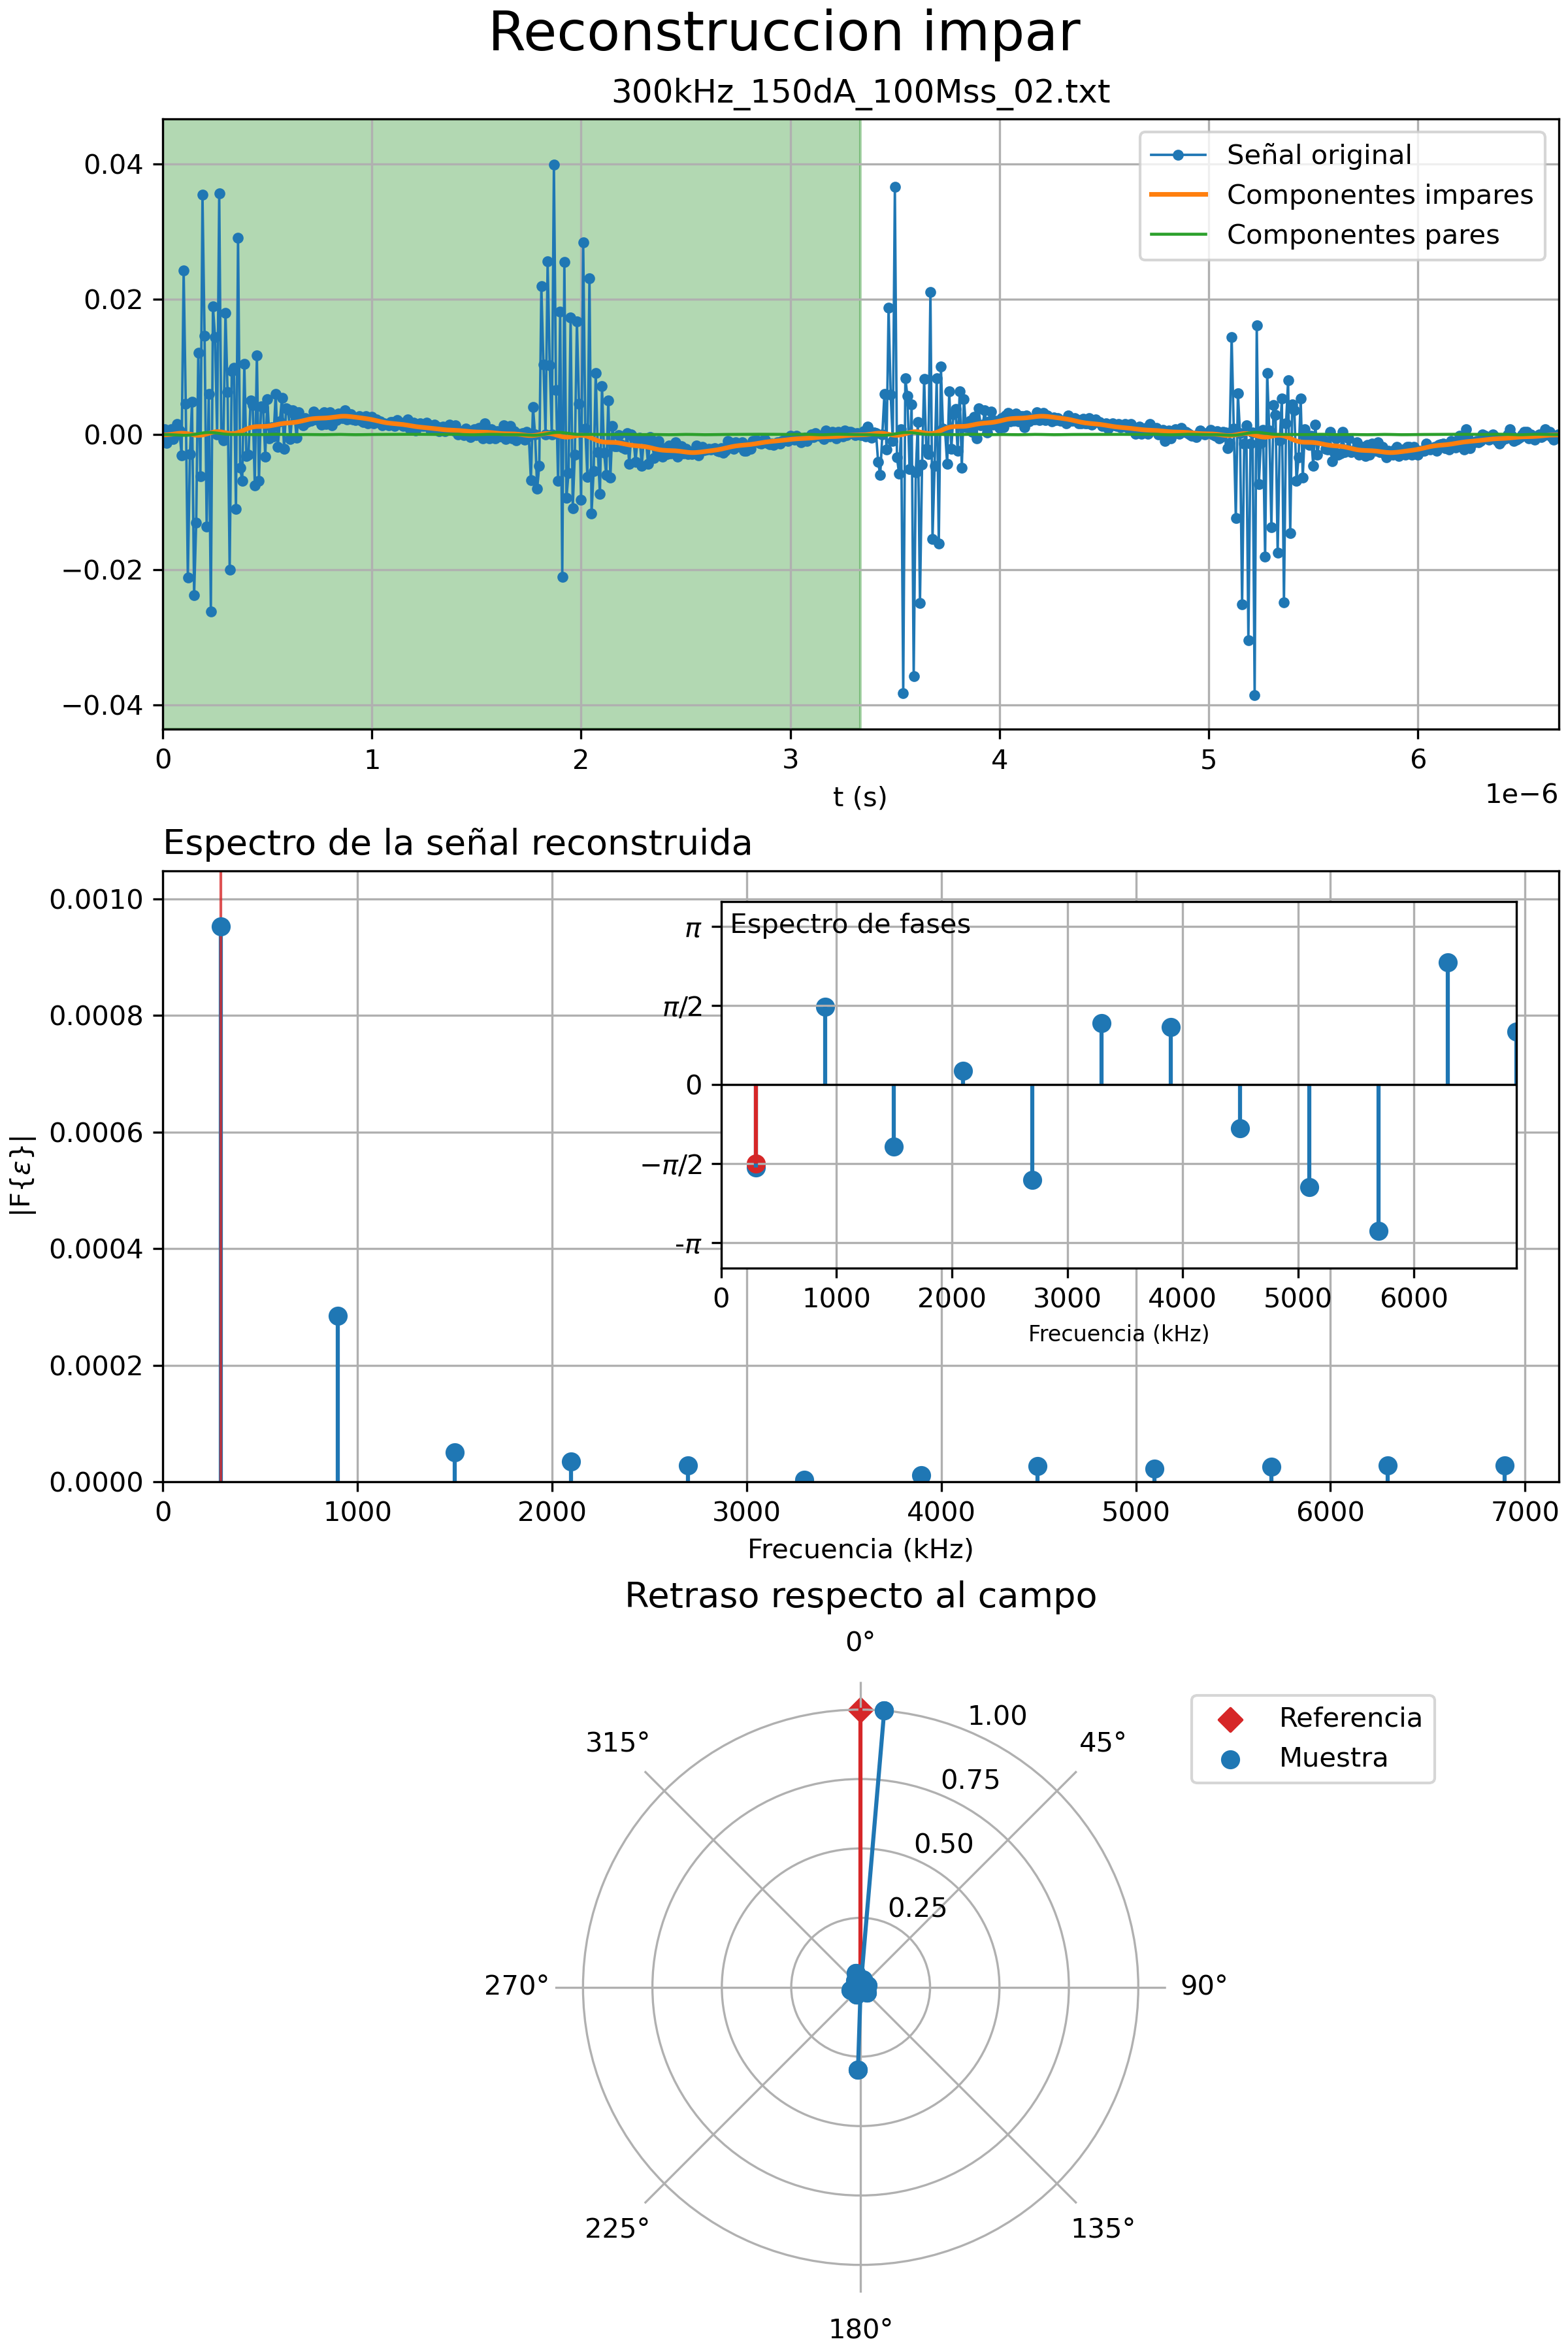 Reconstruccion impar
300kHz_150dA_100Mss_02.txt
Señal original
Componentes impares
Componentes pares
0.04
0.02
0.00
−0.02
−0.04
0 1 2 3 4 5 6
1e−6
t (s)
Espectro de la señal reconstruida
0.0010
0.0008
0.0006
0.0004
0.0002
0.0000
|F{ε}|
Espectro de fases
π
π/2
0
−π/2
-π
0 1000 2000 3000 4000 5000 6000
Frecuencia (kHz)
0 1000 2000 3000 4000 5000 6000 7000
Frecuencia (kHz)
Retraso respecto al campo
0°
45°
90°
135°
180°
225°
270°
315°
1.00
0.75
0.50
0.25
Referencia
Muestra